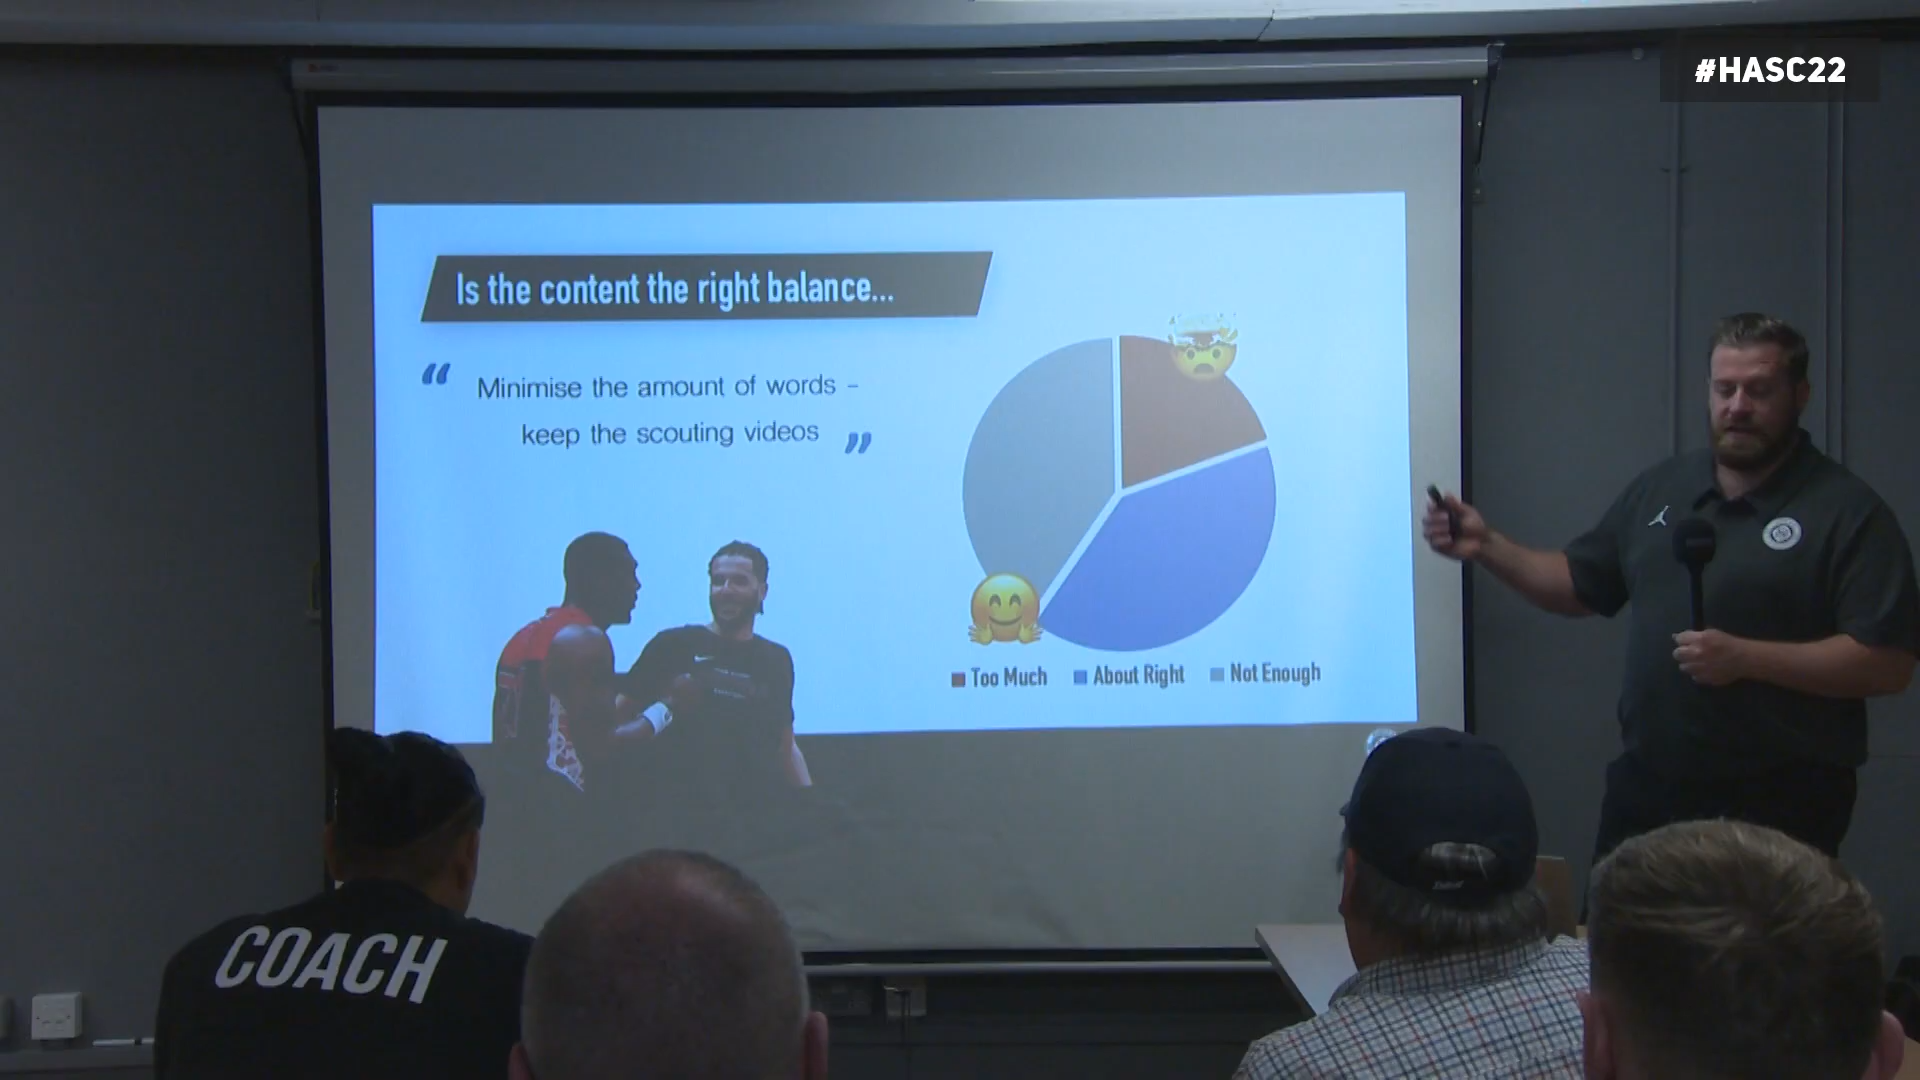 #HASC22
Is the content the right balance...
“ Minimise the amount of words –
keep the scouting videos ”
Too Much About Right Not Enough
COACH